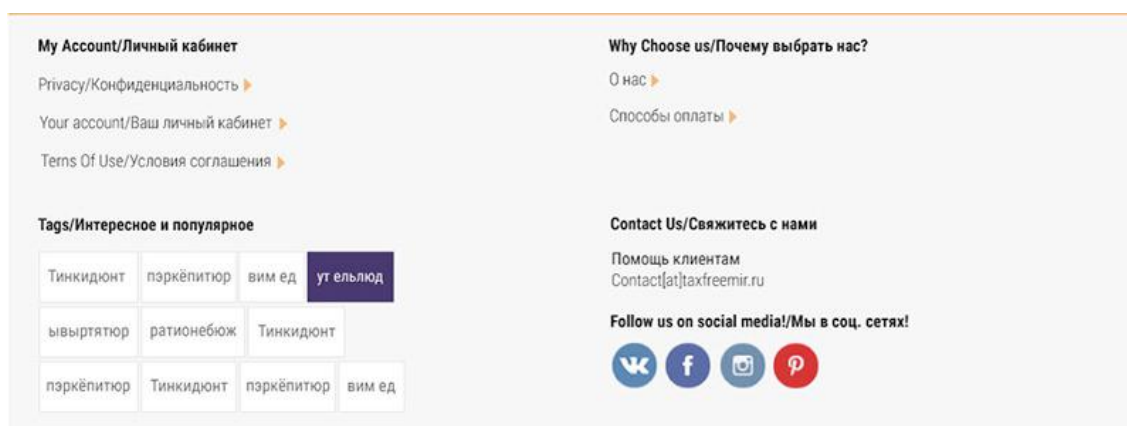 My Account/Личный кабинет
Privacy/Конфиденциальность
Your account/Ваш личный кабинет
Terns Of Use/Условия соглашения
Why Choose us/Почему выбрать нас?
О нас
Способы оплаты
Tags/Интересное и популярное
Тинкидюнт пэркёпитюр вим ед ут ельлюд
ывыртятюр ратионебюж Тинкидюнт
пэркёпитюр Тинкидюнт пэркёпитюр вим ед
Contact Us/Свяжитесь с нами
Помощь клиентам
Contact[at]taxfreemir.ru
Follow us on social media!/Мы в соц. сетях!